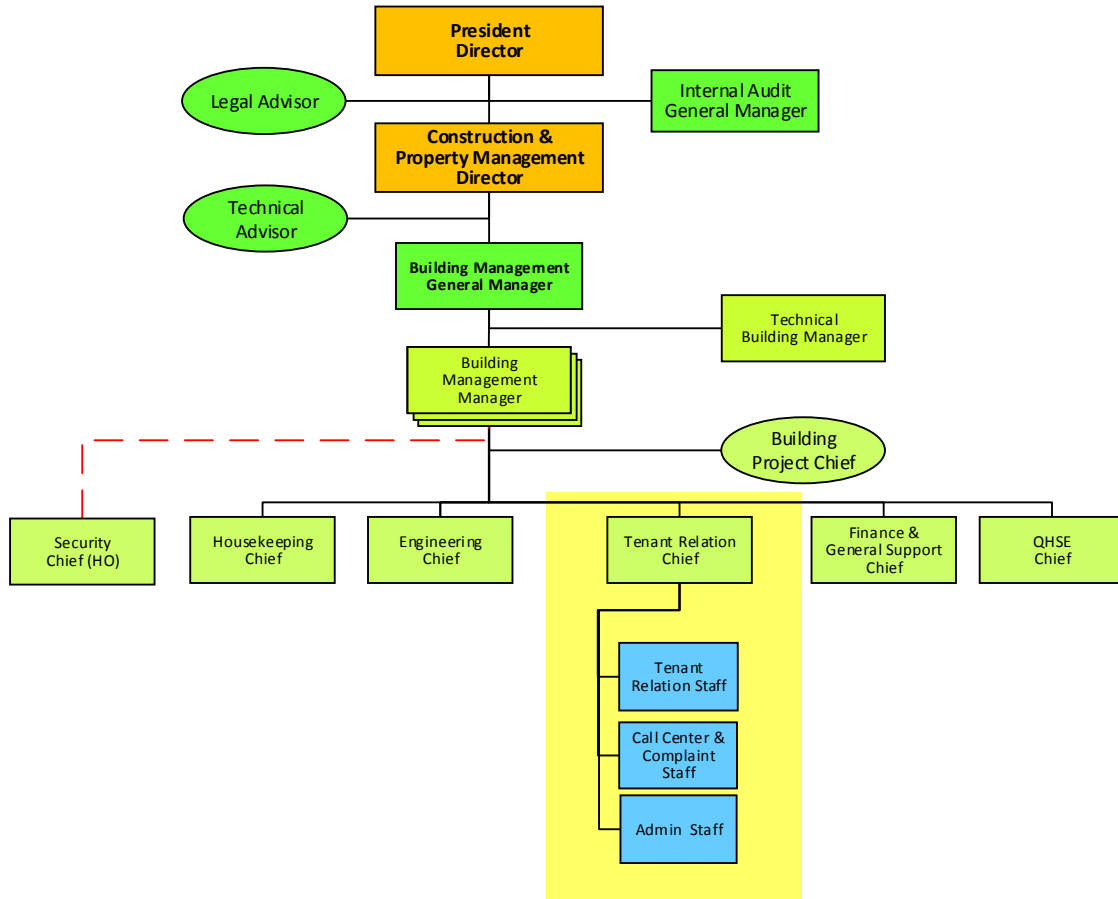 President
Director
Legal Advisor
Internal Audit
General Manager
Construction &
Property Management
Director
Technical
Advisor
Building Management
General Manager
Technical
Building Manager
Building
Management
Manager
Building
Project Chief
Security
Chief (HO)
Housekeeping
Chief
Engineering
Chief
Tenant Relation
Chief
Finance &
General Support
Chief
QHSE
Chief
Tenant
Relation Staff
Call Center &
Complaint
Staff
Admin Staff